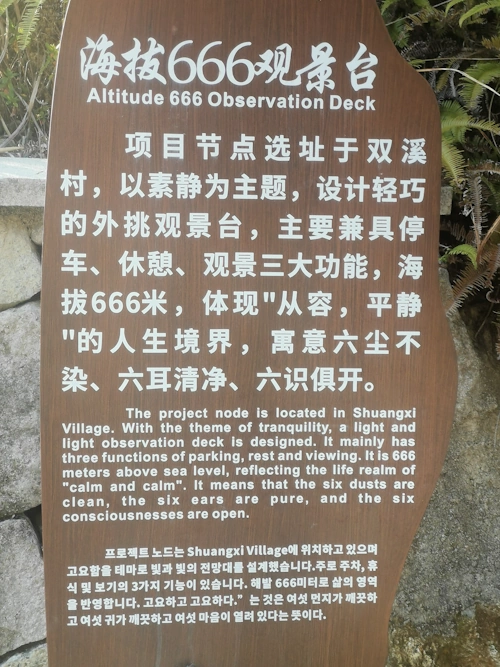 海拔666观景台
Altitude 666 Observation Deck
项目节点选址于双溪
村，以素静为主题，设计轻巧
的外挑观景台，主要兼具停
车、休憩、观景三大功能，海
拔666米，体现"从容，平静
"的人生境界，寓意六尘不
染、六耳清净、六识俱开。
The project node is located in Shuangxi
Village. With the theme of tranquility, a light and
light observation deck is designed. It mainly has
three functions of parking, rest and viewing. It is 666
meters above sea level, reflecting the life realm of
"calm and calm". It means that the six dusts are
clean, the six ears are pure, and the six
consciousnesses are open.
프로젝트 노드는 Shuangxi Village에 위치하고 있으며
고요함을 테마로 빛과 빛의 전망대를 설계했습니다.주로 주차, 휴
식 및 보기의 3가지 기능이 있습니다. 해발 666미터로 삶의 영역
을 반영합니다. 고요하고 고요하다.” 는 것은 여섯 먼지가 깨끗하
고 여섯 귀가 깨끗하고 여섯 마음이 열려 있다는 뜻이다.